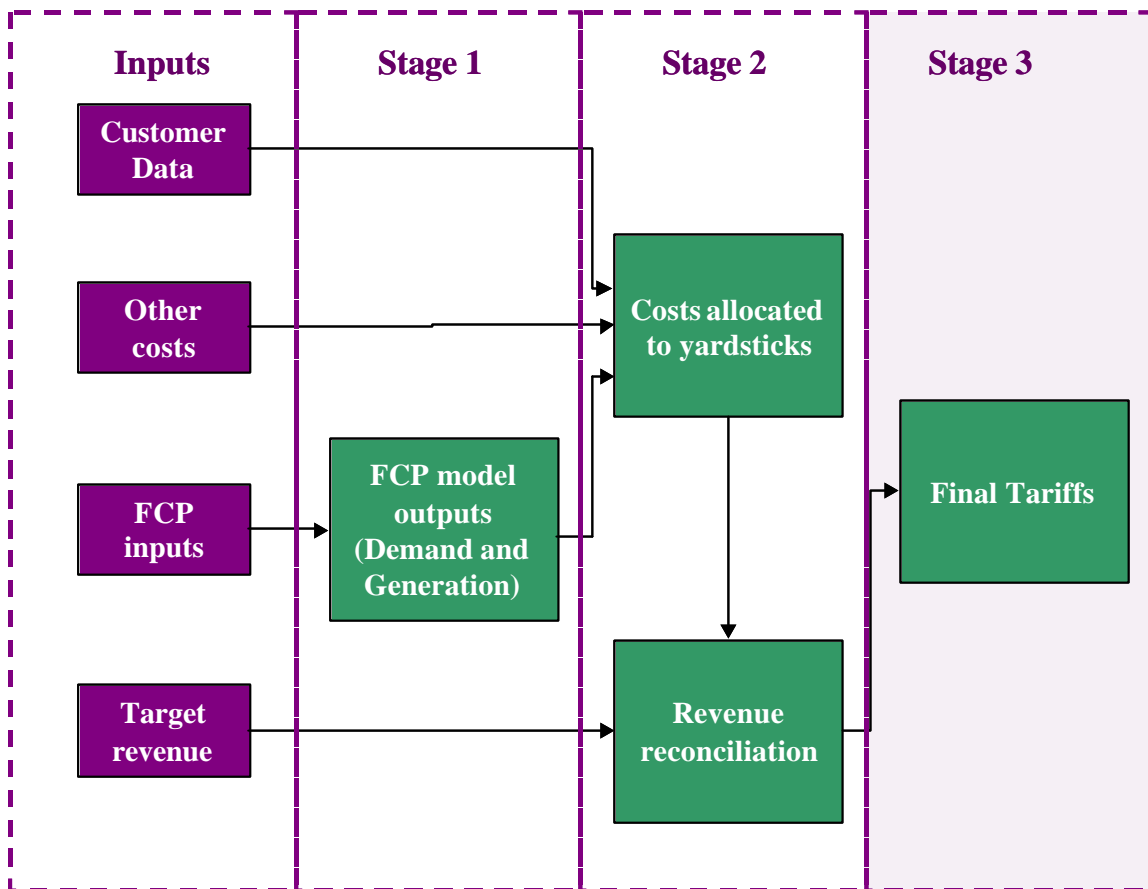 Inputs
Stage 1
Stage 2
Stage 3
Customer
Data
Other
costs
Costs allocated
to yardsticks
FCP
inputs
FCP model
outputs
(Demand and
Generation)
Final Tariffs
Target
revenue
Revenue
reconciliation